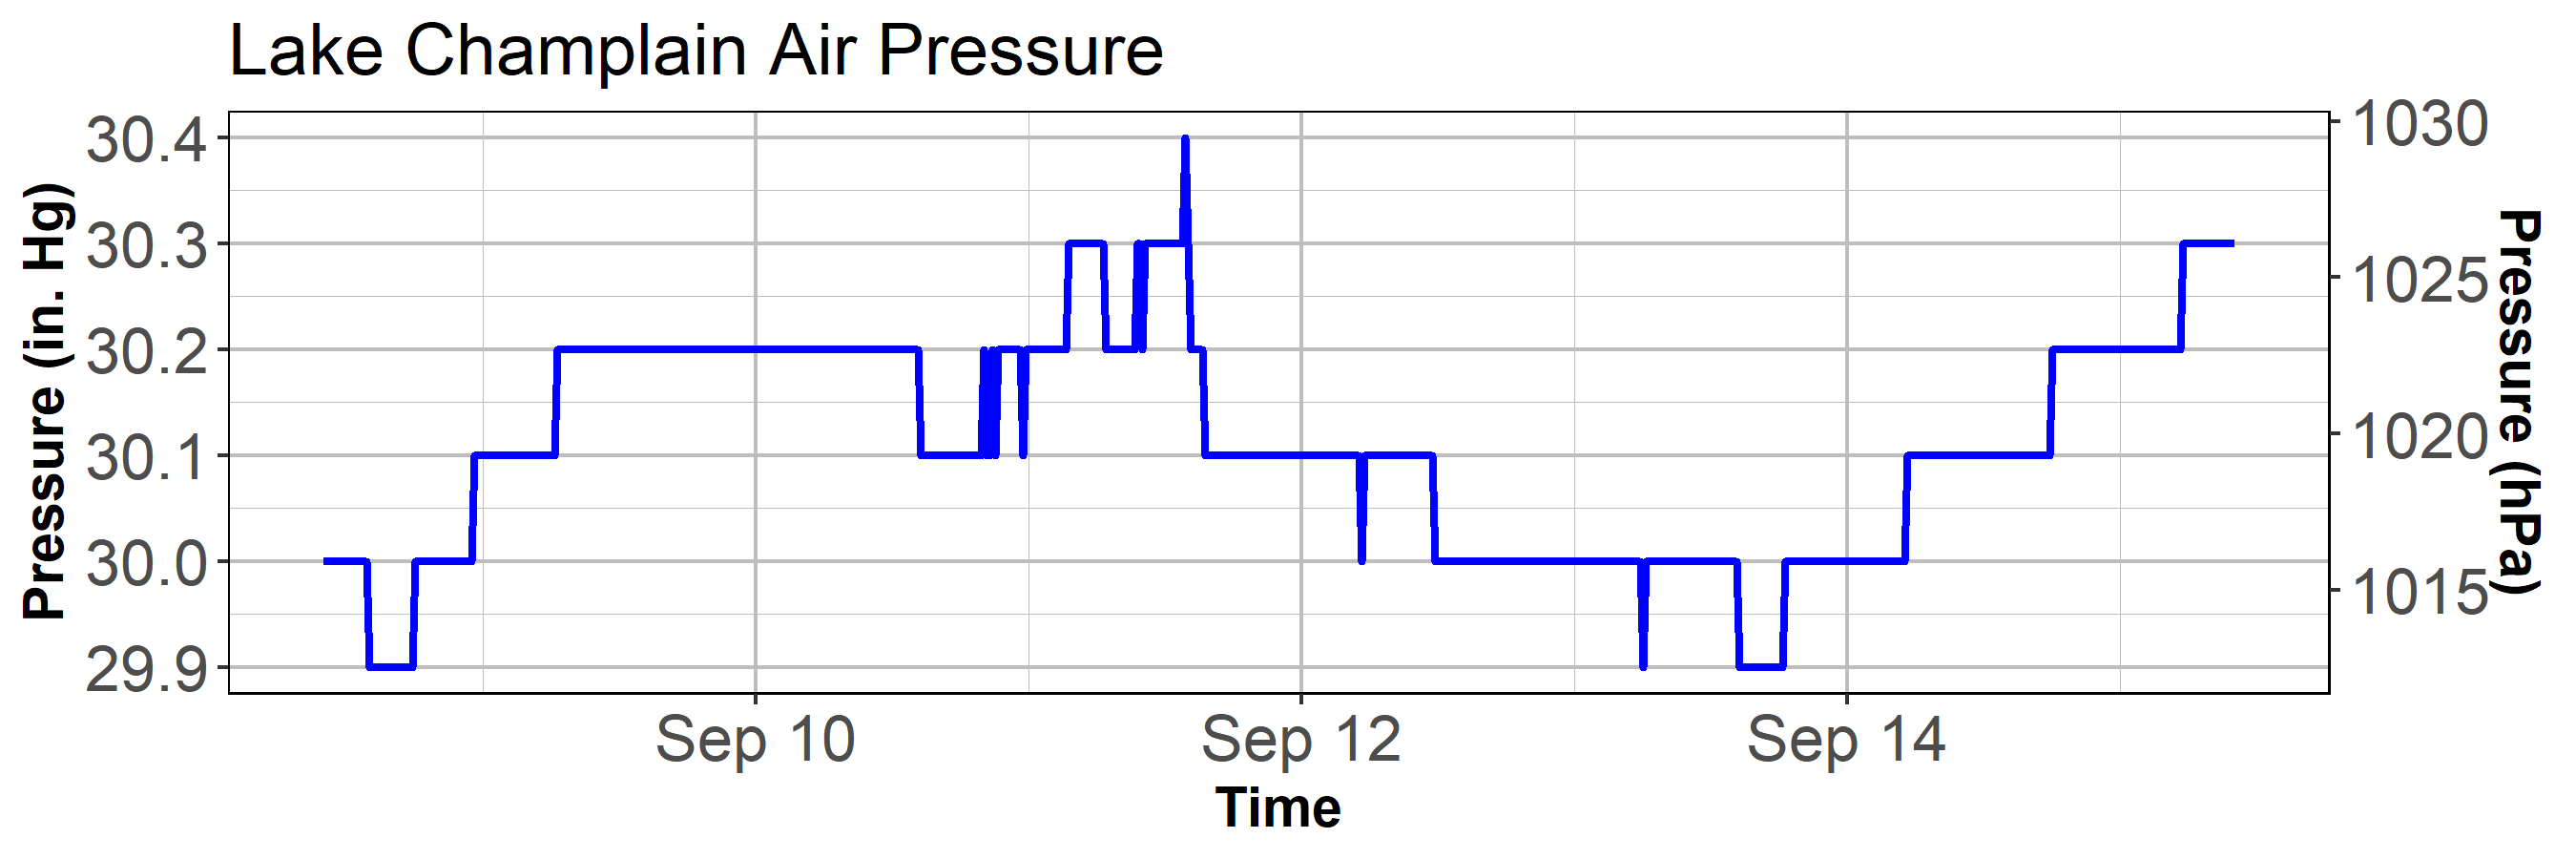 Lake Champlain Air Pressure
30.4
30.3
30.2
30.1
30.0
29.9
Pressure (in. Hg)
1030
1025
1020
1015
Pressure (hPa)
Sep 10
Sep 12
Sep 14
Time